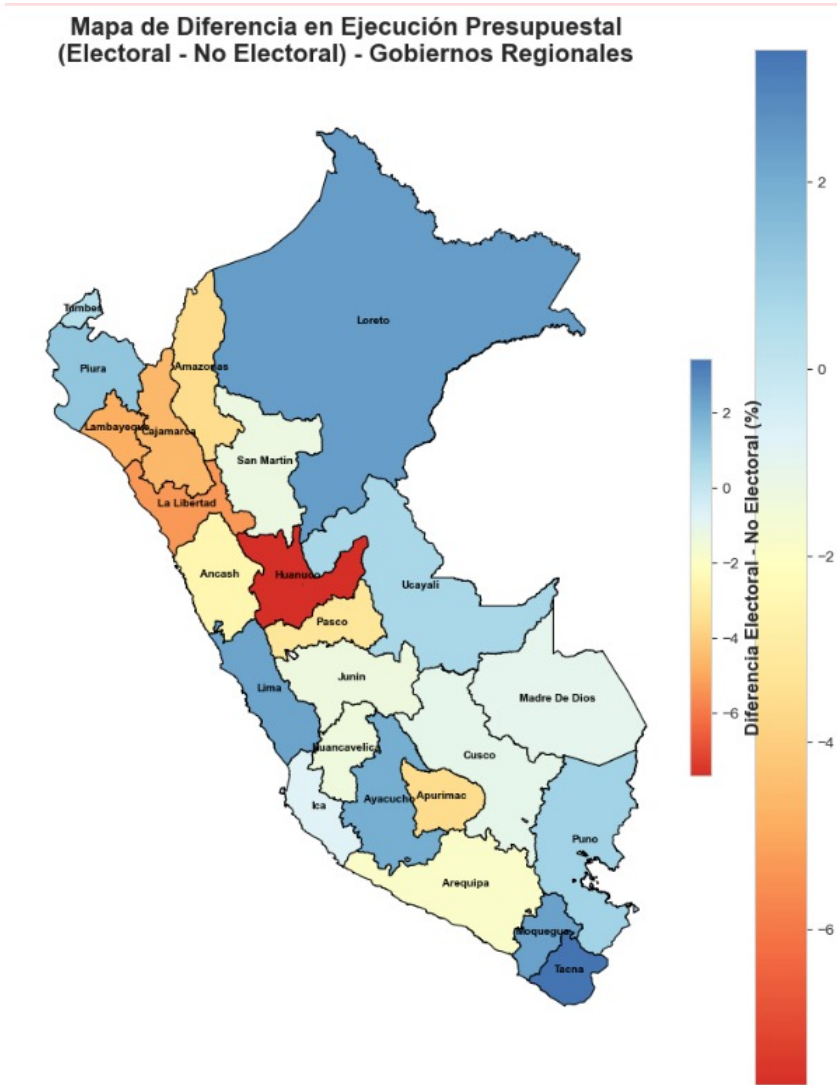 Mapa de Diferencia en Ejecución Presupuestal
(Electoral - No Electoral) - Gobiernos Regionales
Tumbes
Loreto
Piura
Amazonas
Lambayeque
Cajamarca
San Martin
La Libertad
Ancash
Huanuco
Ucayali
Pasco
Junin
Lima
Madre De Dios
Huancavelica
Cusco
Ica
Ayacucho
Apurimac
Puno
Arequipa
Moquegua
Tacna
2
0
−2
−4
−6
Diferencia Electoral - No Electoral (%)
2
0
−2
−4
−6